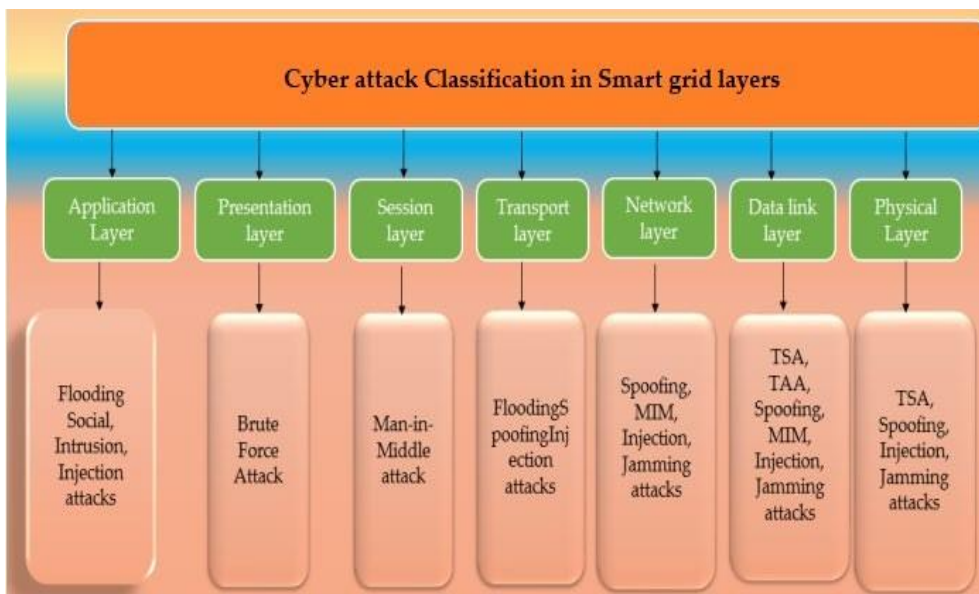 Cyber attack Classification in Smart grid layers
Application
Layer
Presentation
layer
Session
layer
Transport
layer
Network
layer
Data link
layer
Physical
Layer
Flooding
Social,
Intrusion,
Injection
attacks
Brute
Force
Attack
Man-in-
Middle
attack
FloodingS
poofingInj
ection
attacks
Spoofing,
MIM,
Injection,
Jamming
attacks
TSA,
TAA,
Spoofing,
MIM,
Injection,
Jamming
attacks
TSA,
Spoofing,
Injection,
Jamming
attacks